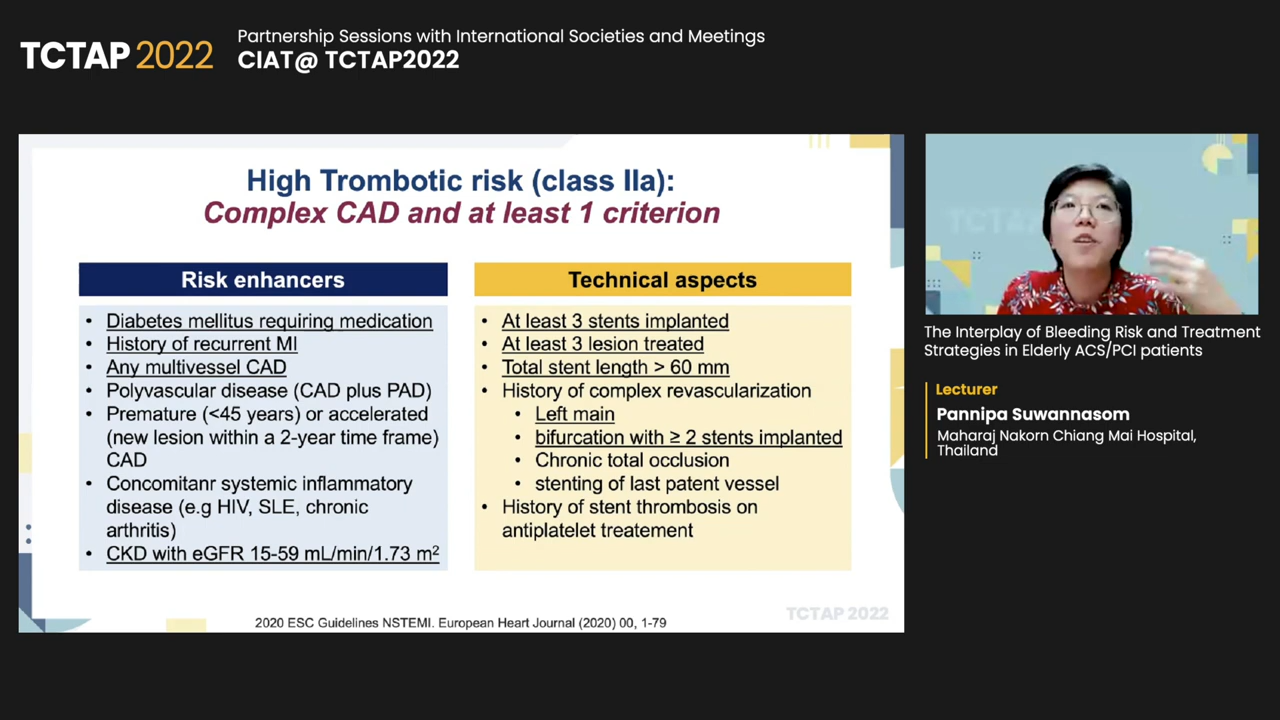 TCTAP 2022
Partnership Sessions with International Societies and Meetings
CIAT@ TCTAP2022
High Trombotic risk (class IIa):
Complex CAD and at least 1 criterion
Risk enhancers
• Diabetes mellitus requiring medication
• History of recurrent MI
• Any multivessel CAD
• Polyvascular disease (CAD plus PAD)
• Premature (<45 years) or accelerated
(new lesion within a 2-year time frame)
CAD
• Concomitanr systemic inflammatory
disease (e.g HIV, SLE, chronic
arthritis)
• CKD with eGFR 15-59 mL/min/1.73 m²
Technical aspects
• At least 3 stents implanted
• At least 3 lesion treated
• Total stent length > 60 mm
• History of complex revascularization
• Left main
• bifurcation with ≥ 2 stents implanted
• Chronic total occlusion
• stenting of last patent vessel
• History of stent thrombosis on
antiplatelet treatement
TCTAP 2022
2020 ESC Guidelines NSTEMI. European Heart Journal (2020) 00, 1-79
The Interplay of Bleeding Risk and Treatment
Strategies in Elderly ACS/PCI patients
Lecturer
Pannipa Suwannasom
Maharaj Nakorn Chiang Mai Hospital,
Thailand